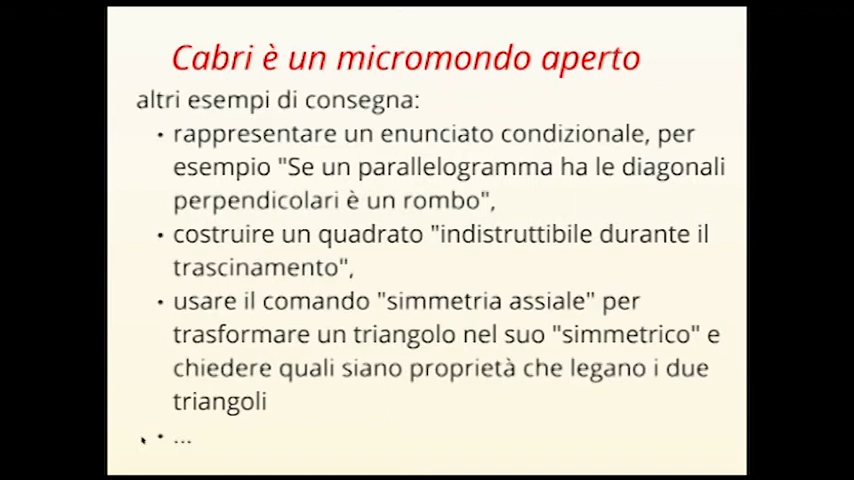 Cabri è un micromondo aperto
altri esempi di consegna:
• rappresentare un enunciato condizionale, per
esempio "Se un parallelogramma ha le diagonali
perpendicolari è un rombo",
• costruire un quadrato "indistruttibile durante il
trascinamento",
• usare il comando "simmetria assiale" per
trasformare un triangolo nel suo "simmetrico" e
chiedere quali siano proprietà che legano i due
triangoli
• ...